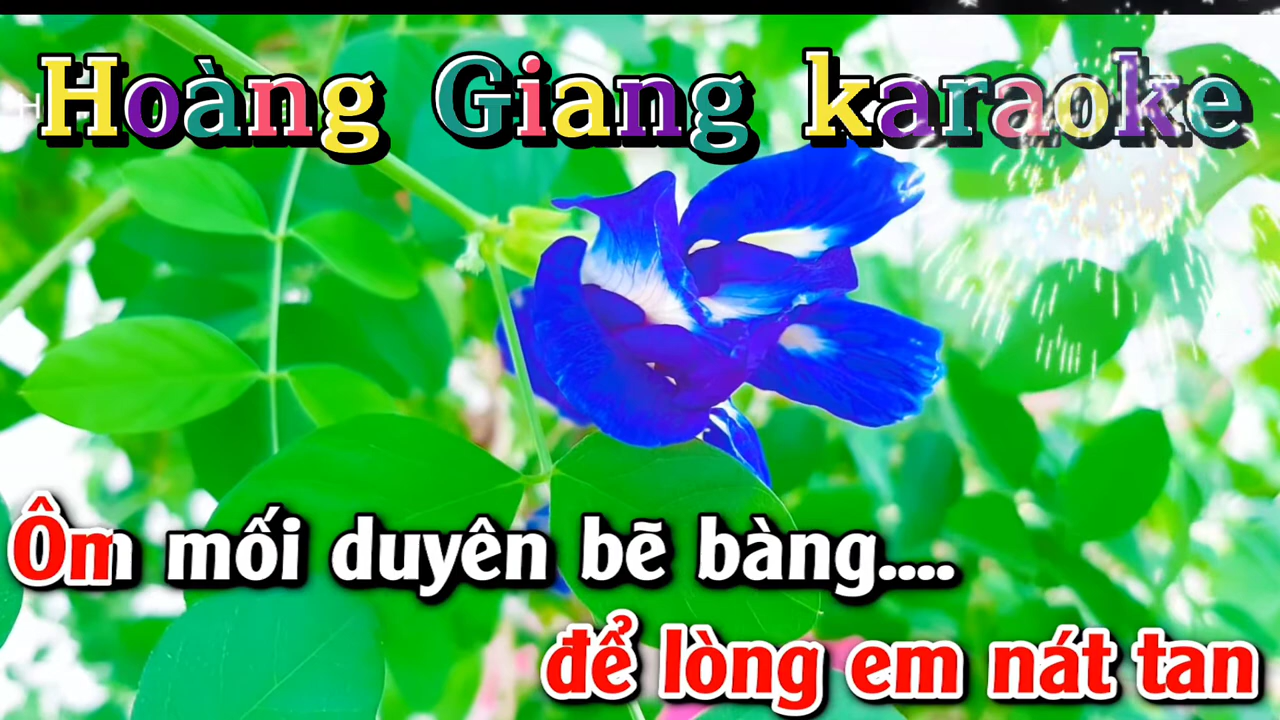 Hoàng Giang karaoke
Ôm mối duyên bẽ bàng....
để lòng em nát tan